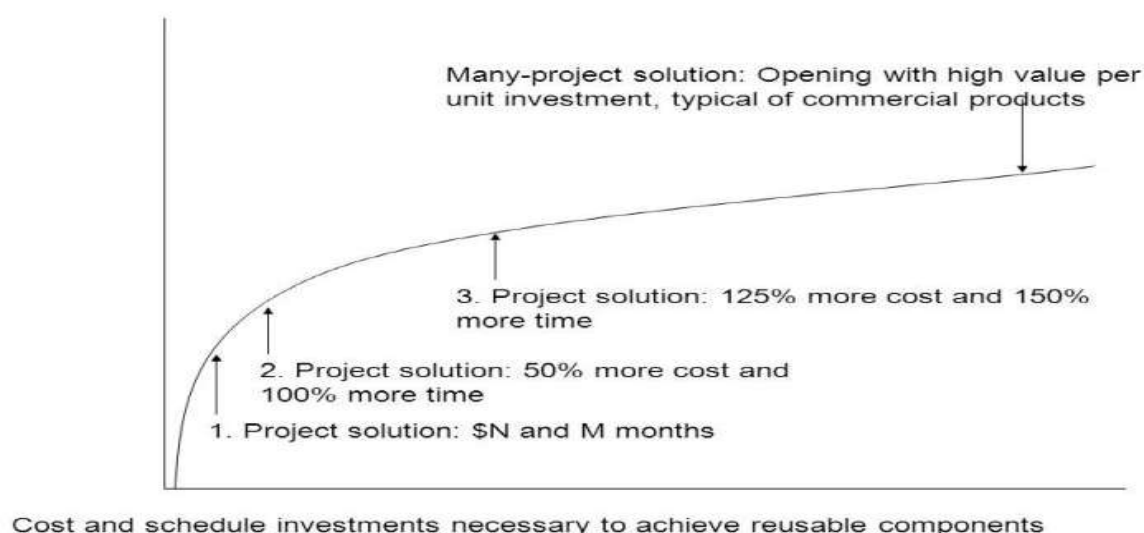 Many-project solution: Opening with high value per
unit investment, typical of commercial products
3. Project solution: 125% more cost and 150%
more time
2. Project solution: 50% more cost and
100% more time
1. Project solution: $N and M months
Cost and schedule investments necessary to achieve reusable components